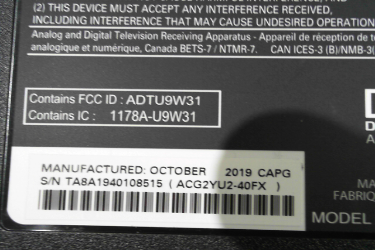 (2) THIS DEVICE MUST ACCEPT ANY INTERFERENCE RECEIVED,
INCLUDING INTERFERENCE THAT MAY CAUSE UNDESIRED OPERATION
Analog and Digital Television Receiving Apparatus - Appareil de réception de
analogique et numérique, Canada BETS-7 / NTMR-7. CAN ICES-3 (B)/NMB-3(
Contains FCC ID : ADTU9W31
Contains IC : 1178A-U9W31
MANUFACTURED: OCTOBER 2019 CAPG
S/N TA8A1940108515 ( ACG2YU2-40FX )
FABRIQ
MODEL